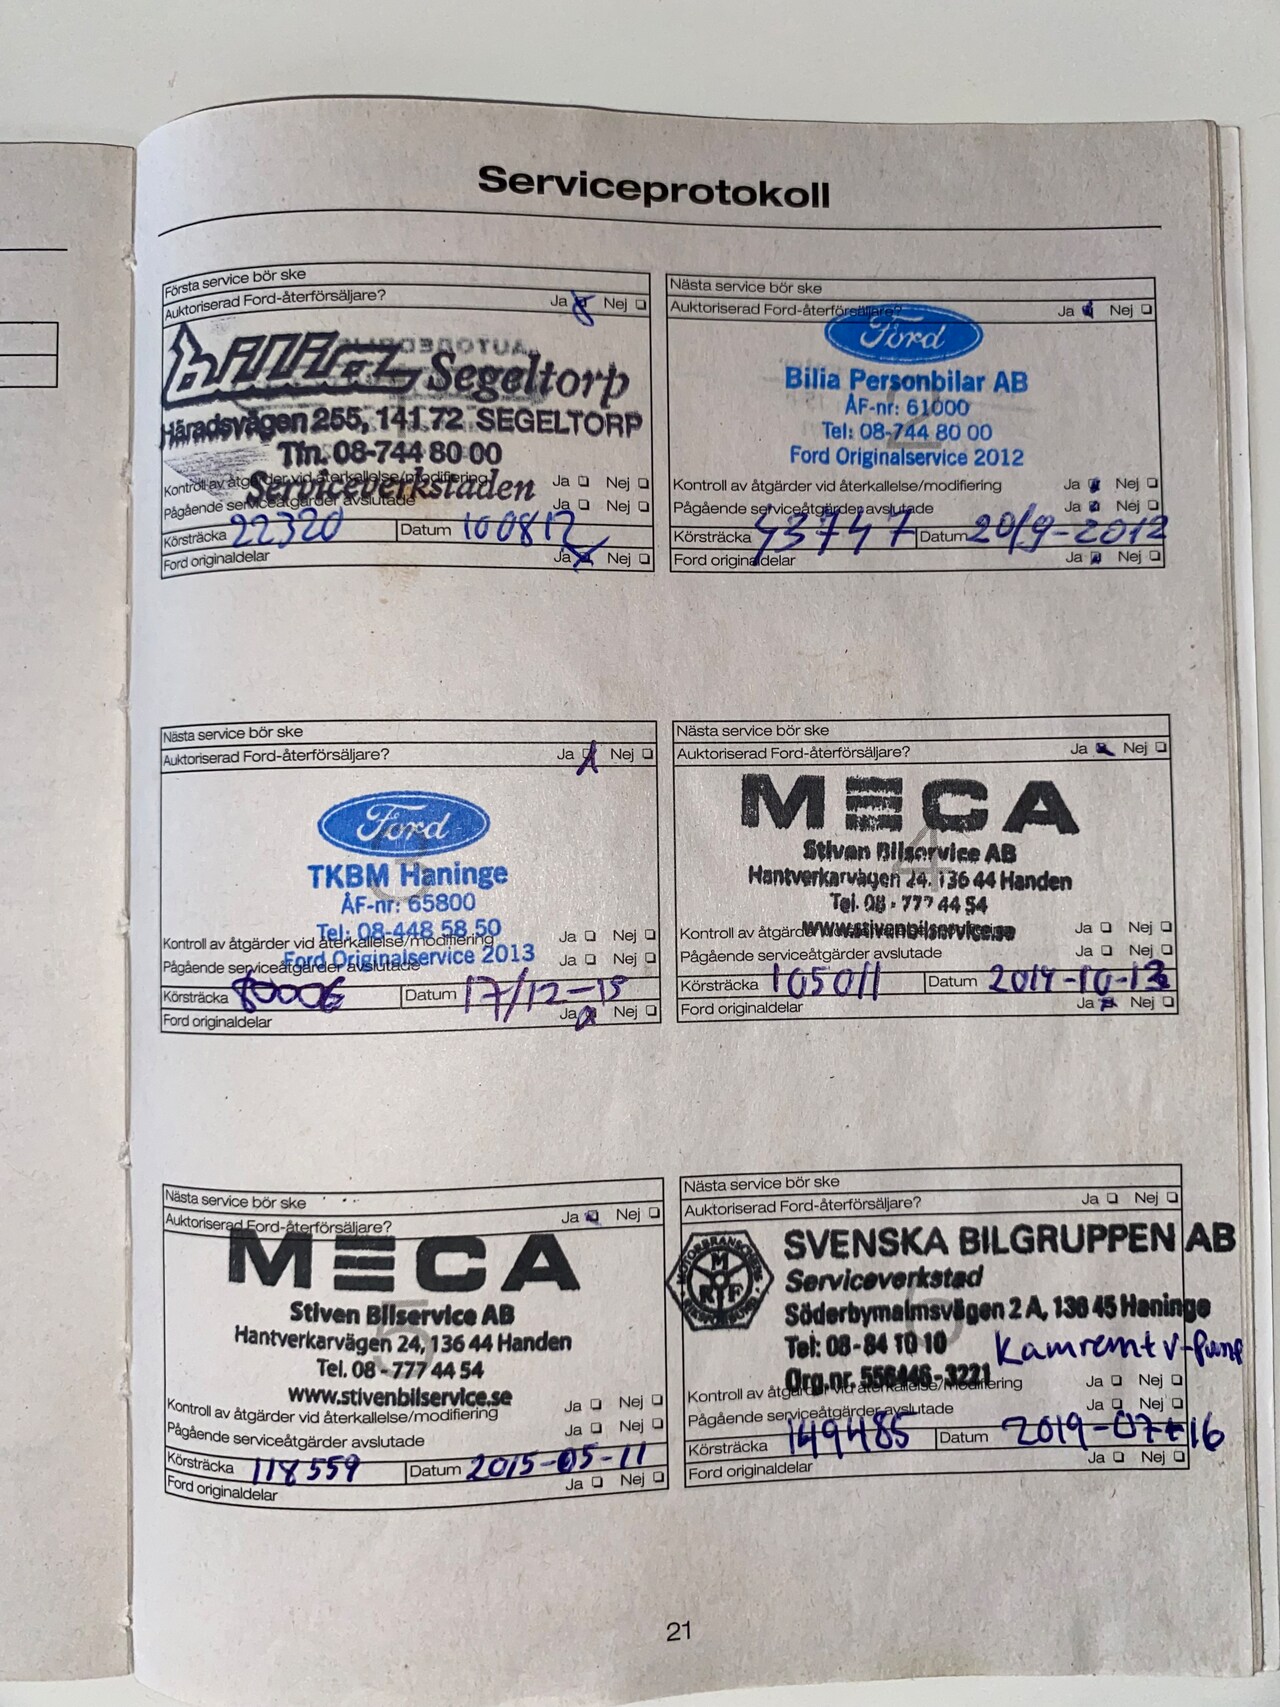 Serviceprotokoll
Första service bör ske
Auktoriserad Ford-återförsäljare? Ja Nej
bilia Segeltorp
Häradsvägen 255, 141 72 SEGELTORP
Tfn. 08-744 80 00
Serviceverkstaden
Kontroll av åtgärder vid återkallelse/modifiering Ja Nej
Pågående serviceåtgärder avslutade Ja Nej
Körsträcka 22320 Datum 100812
Ford originaldelar Ja Nej
Nästa service bör ske
Auktoriserad Ford-återförsäljare? Ja Nej
Ford
2
Bilia Personbilar AB
ÅF-nr: 61000
Tel: 08-744 80 00
Ford Originalservice 2012
Kontroll av åtgärder vid återkallelse/modifiering Ja Nej
Pågående serviceåtgärder avslutade Ja Nej
Körsträcka 43747 Datum 20/9-2012
Ford originaldelar Ja Nej
Nästa service bör ske
Auktoriserad Ford-återförsäljare? Ja Nej
Ford
3
TKBM Haninge
ÅF-nr: 65800
Tel: 08-448 58 50
Ford Originalservice 2013
Kontroll av åtgärder vid återkallelse/modifiering Ja Nej
Pågående serviceåtgärder avslutade Ja Nej
Körsträcka 80006 Datum 17/12-13
Ford originaldelar Ja Nej
Nästa service bör ske
Auktoriserad Ford-återförsäljare? Ja Nej
MECA
4
Stiven Bilservice AB
Hantverkarvägen 24, 136 44 Handen
Tel. 08 - 777 44 54
www.stivenbilservice.se
Kontroll av åtgärder Ja Nej
Pågående serviceåtgärder avslutade Ja Nej
Körsträcka 105011 Datum 2014-10-13
Ford originaldelar Ja Nej
Nästa service bör ske
Auktoriserad Ford-återförsäljare? Ja Nej
MECA
5
Stiven Bilservice AB
Hantverkarvägen 24, 136 44 Handen
Tel. 08 - 777 44 54
www.stivenbilservice.se
Kontroll av åtgärder vid återkallelse/modifiering Ja Nej
Pågående serviceåtgärder avslutade Ja Nej
Körsträcka 118559 Datum 2015-05-11
Ford originaldelar Ja Nej
Nästa service bör ske
Auktoriserad Ford-återförsäljare? Ja Nej
MRF
6
SVENSKA BILGRUPPEN AB
Serviceverkstad
Söderbymalmsvägen 2 A, 136 45 Haninge
Tel: 08-84 10 10
Kamremt v-pump
Org.nr. 556446-3221
Kontroll av åtgärder vid återkallelse/modifiering Ja Nej
Pågående serviceåtgärder avslutade Ja Nej
Körsträcka 149485 Datum 2019-07-16
Ford originaldelar Ja Nej
21